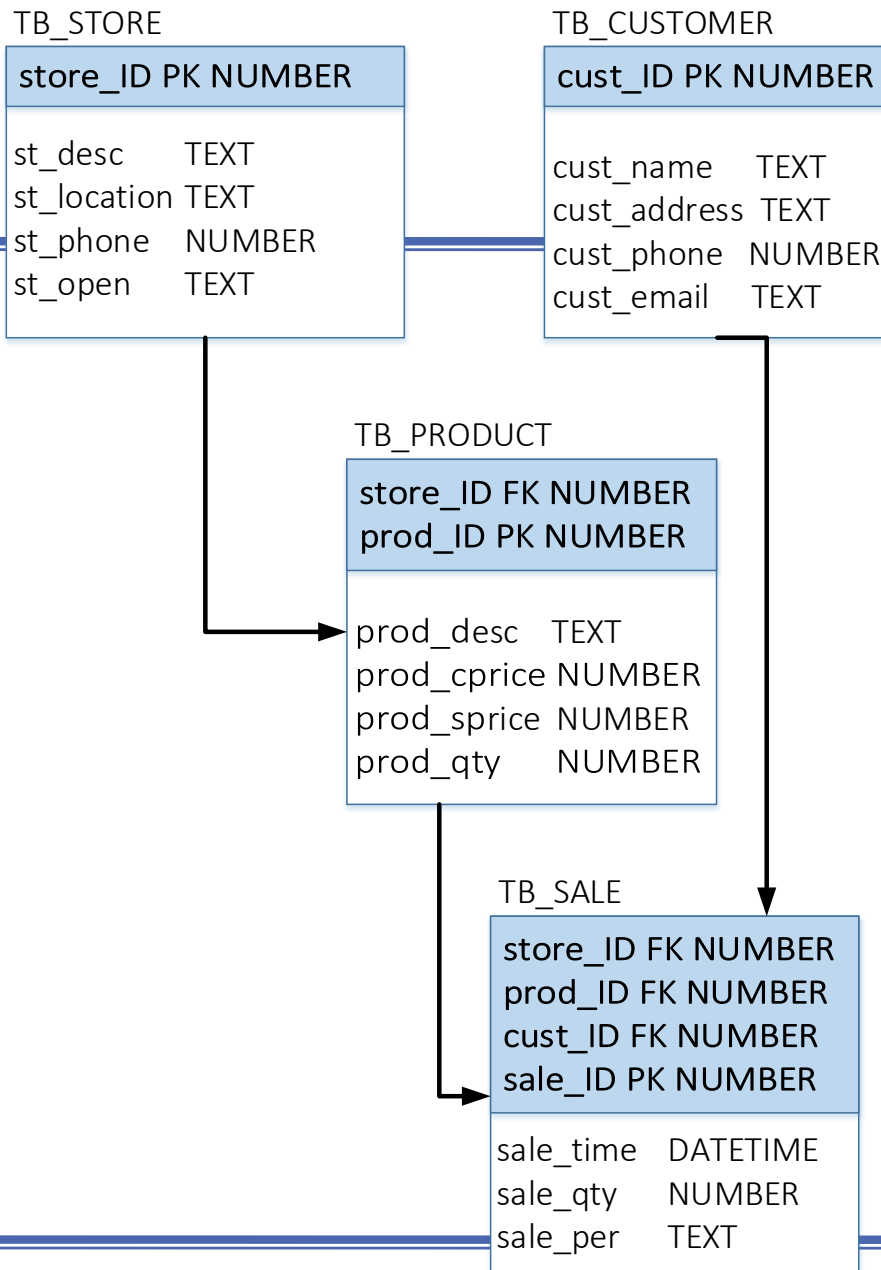 TB_STORE
store_ID PK NUMBER
st_desc TEXT
st_location TEXT
st_phone NUMBER
st_open TEXT
TB_CUSTOMER
cust_ID PK NUMBER
cust_name TEXT
cust_address TEXT
cust_phone NUMBER
cust_email TEXT
TB_PRODUCT
store_ID FK NUMBER
prod_ID PK NUMBER
prod_desc TEXT
prod_cprice NUMBER
prod_sprice NUMBER
prod_qty NUMBER
TB_SALE
store_ID FK NUMBER
prod_ID FK NUMBER
cust_ID FK NUMBER
sale_ID PK NUMBER
sale_time DATETIME
sale_qty NUMBER
sale_per TEXT